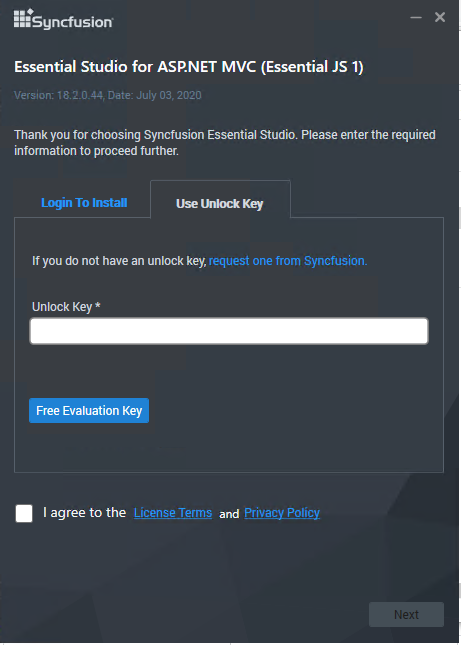 Syncfusion
Essential Studio for ASP.NET MVC (Essential JS 1)
Version: 18.2.0.44, Date: July 03, 2020
Thank you for choosing Syncfusion Essential Studio. Please enter the required
information to proceed further.
Login To Install
Use Unlock Key
If you do not have an unlock key, request one from Syncfusion.
Unlock Key *
Free Evaluation Key
I agree to the License Terms and Privacy Policy
Next